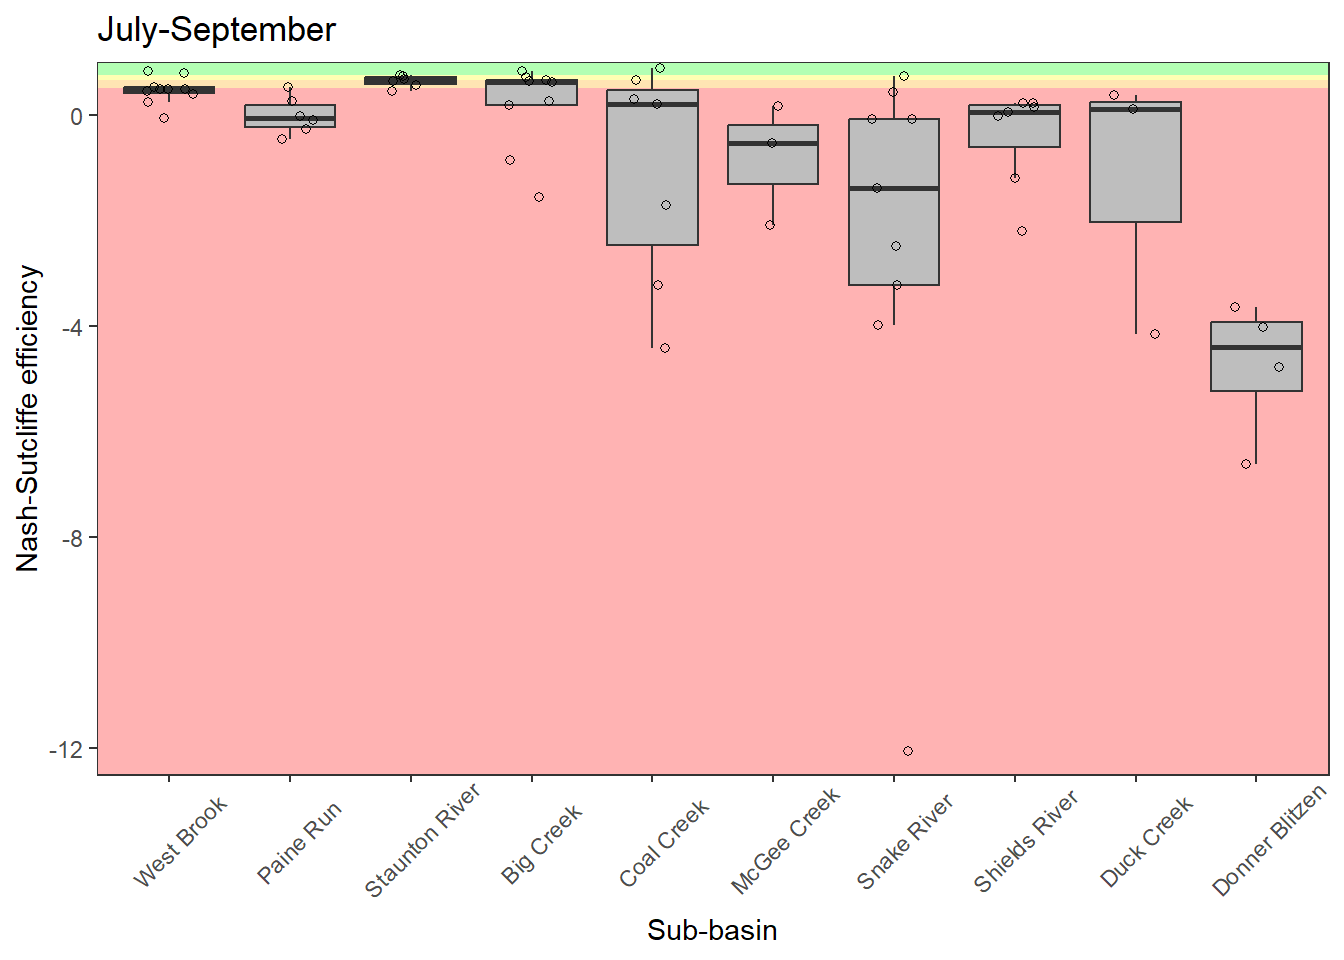 July-September
Nash-Sutcliffe efficiency
0
-4
-8
-12
West Brook
Paine Run
Staunton River
Big Creek
Coal Creek
McGee Creek
Snake River
Shields River
Duck Creek
Donner Blitzen
Sub-basin